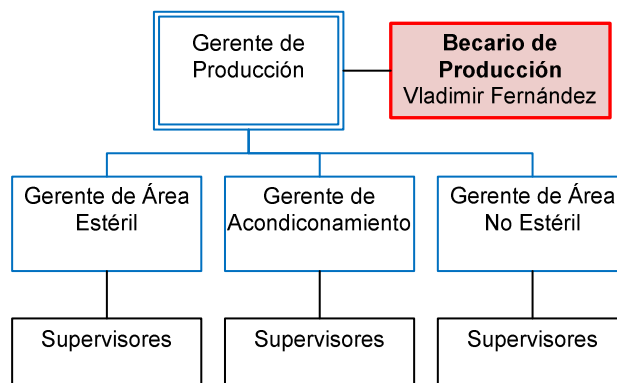 Gerente de
Producción
Becario de
Producción
Vladimir Fernández
Gerente de Área
Estéril
Gerente de
Acondiconamiento
Gerente de Área
No Estéril
Supervisores
Supervisores
Supervisores